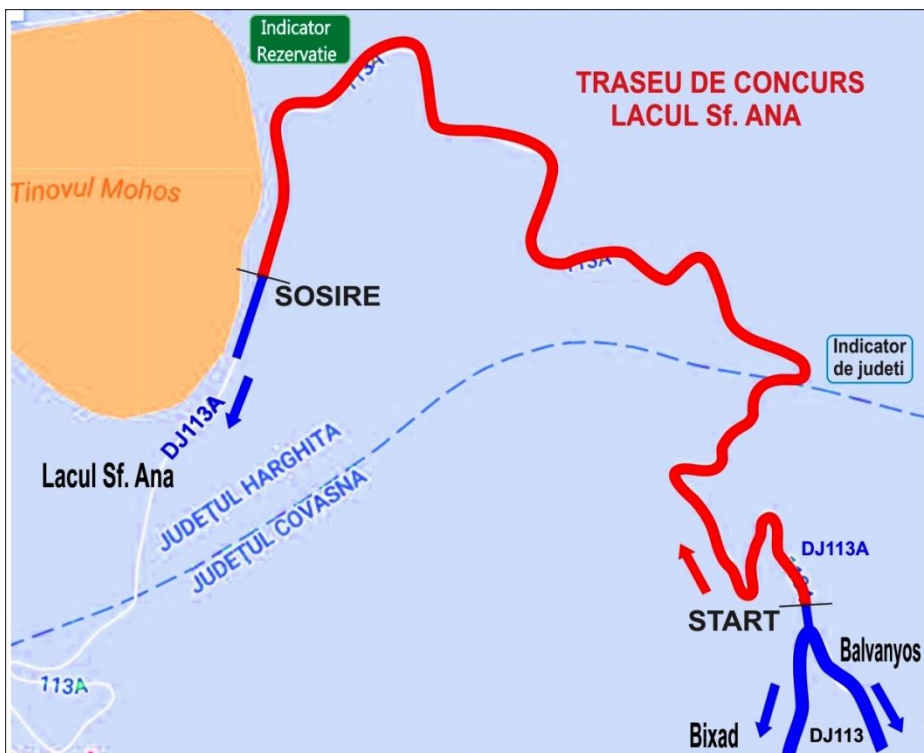 Indicator
Rezervatie
TRASEU DE CONCURS
LACUL Sf. ANA
113A
Tinovul Mohos
113A
SOSIRE
Indicator
de judeti
DJ113A
Lacul Sf. Ana
JUDEȚUL HARGHITA
JUDEȚUL COVASNA
DJ113A
START
Balvanyos
113A
Bixad
DJ113